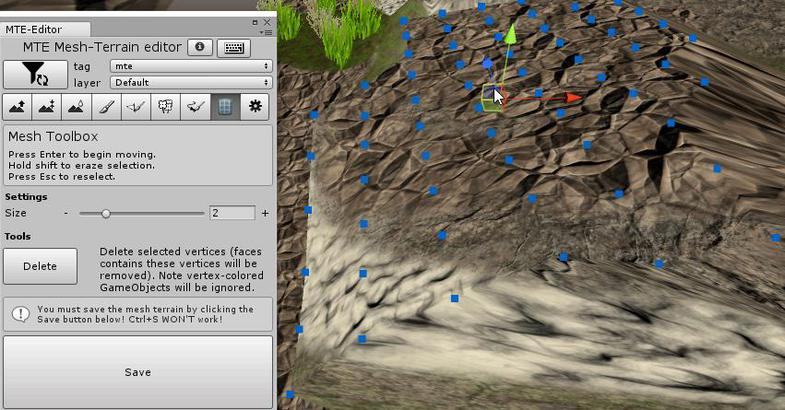 MTE-Editor
MTE Mesh-Terrain editor
tag mte
layer Default
Mesh Toolbox
Press Enter to begin moving.
Hold shift to eraze selection.
Press Esc to reselect.
Settings
Size - 2 +
Tools
Delete
Delete selected vertices (faces
contains these vertices will be
removed). Note vertex-colored
GameObjects will be ignored.
You must save the mesh terrain by clicking the
Save button below! Ctrl+S WON'T work!
Save